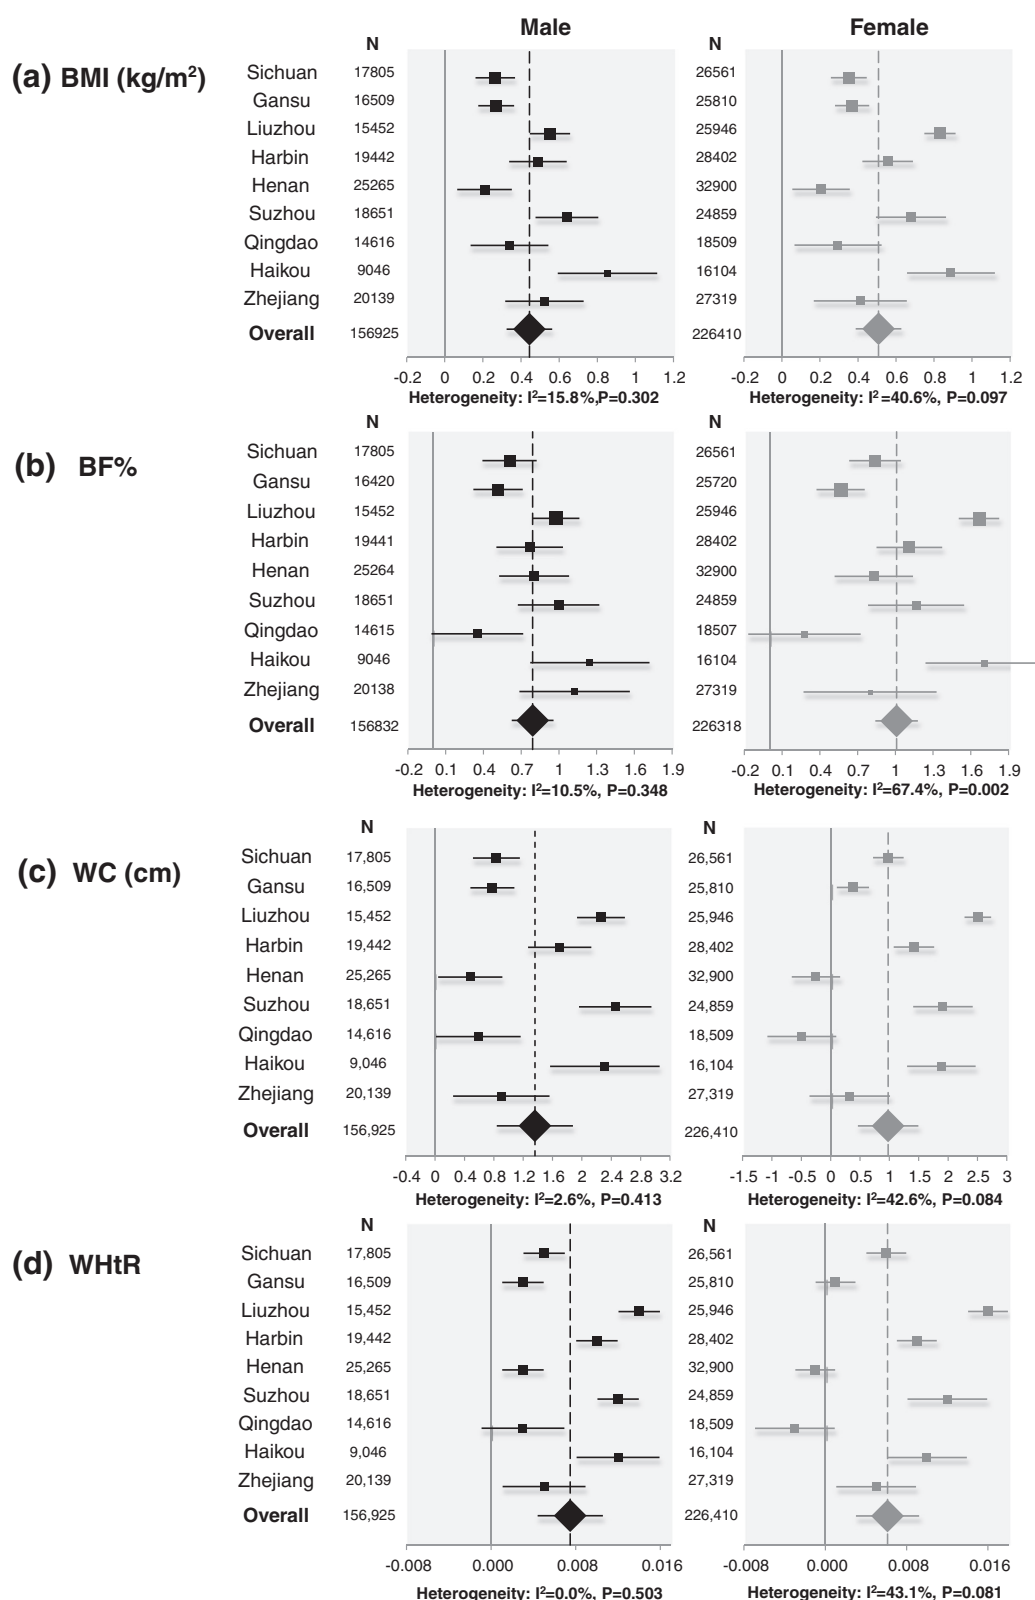 Male Female
N N
(a) BMI (kg/m²)
Sichuan 17805 26561
Gansu 16509 25810
Liuzhou 15452 25946
Harbin 19442 28402
Henan 25265 32900
Suzhou 18651 24859
Qingdao 14616 18509
Haikou 9046 16104
Zhejiang 20139 27319
Overall 156925 226410
-0.2 0 0.2 0.4 0.6 0.8 1 1.2 -0.2 0 0.2 0.4 0.6 0.8 1 1.2
Heterogeneity: I²=15.8%,P=0.302 Heterogeneity: I²=40.6%, P=0.097
N N
(b) BF%
Sichuan 17805 26561
Gansu 16420 25720
Liuzhou 15452 25946
Harbin 19441 28402
Henan 25264 32900
Suzhou 18651 24859
Qingdao 14615 18507
Haikou 9046 16104
Zhejiang 20138 27319
Overall 156832 226318
-0.2 0.1 0.4 0.7 1 1.3 1.6 1.9 -0.2 0.1 0.4 0.7 1 1.3 1.6 1.9
Heterogeneity: I²=10.5%, P=0.348 Heterogeneity: I²=67.4%, P=0.002
N N
(c) WC (cm)
Sichuan 17,805 26,561
Gansu 16,509 25,810
Liuzhou 15,452 25,946
Harbin 19,442 28,402
Henan 25,265 32,900
Suzhou 18,651 24,859
Qingdao 14,616 18,509
Haikou 9,046 16,104
Zhejiang 20,139 27,319
Overall 156,925 226,410
-0.4 0 0.4 0.8 1.2 1.6 2 2.4 2.8 3.2 -1.5 -1 -0.5 0 0.5 1 1.5 2 2.5 3
Heterogeneity: I²=2.6%, P=0.413 Heterogeneity: I²=42.6%, P=0.084
N N
(d) WHtR
Sichuan 17,805 26,561
Gansu 16,509 25,810
Liuzhou 15,452 25,946
Harbin 19,442 28,402
Henan 25,265 32,900
Suzhou 18,651 24,859
Qingdao 14,616 18,509
Haikou 9,046 16,104
Zhejiang 20,139 27,319
Overall 156,925 226,410
-0.008 0.000 0.008 0.016 -0.008 0.000 0.008 0.016
Heterogeneity: I²=0.0%, P=0.503 Heterogeneity: I²=43.1%, P=0.081